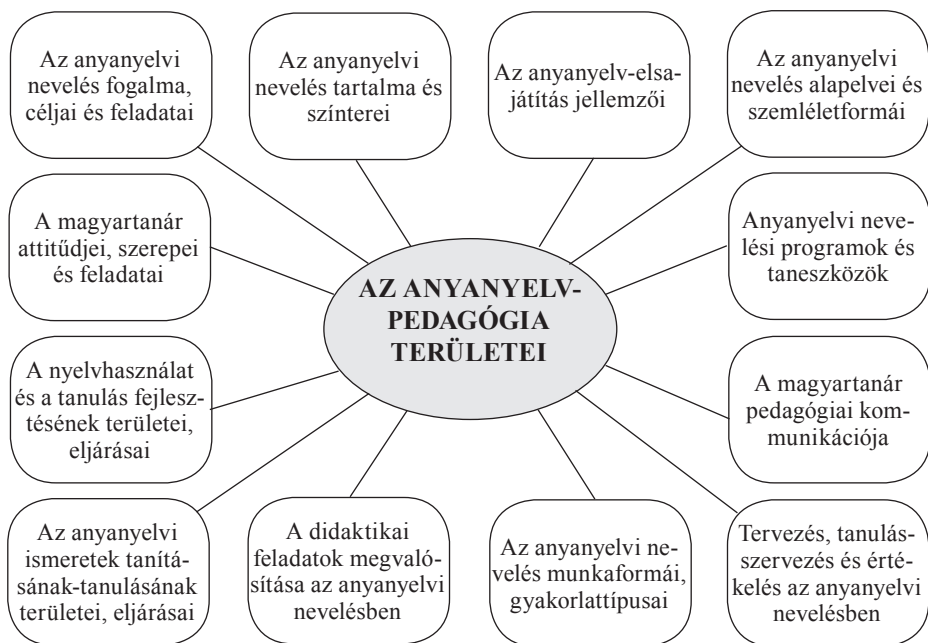 Az anyanyelvi
nevelés fogalma,
céljai és feladatai
Az anyanyelvi
nevelés tartalma és
színterei
Az anyanyelv-elsa-
játítás jellemzői
Az anyanyelvi
nevelés alapelvei és
szemléletformái
A magyartanár
attitűdjei, szerepei
és feladatai
AZ ANYANYELV-
PEDAGÓGIA
TERÜLETEI
Anyanyelvi neve-
lési programok és
taneszközök
A nyelvhasználat
és a tanulás fejlesz-
tésének területei,
eljárásai
A magyartanár
pedagógiai kom-
munikációja
Az anyanyelvi
ismeretek tanítá-
sának-tanulásának
területei, eljárásai
A didaktikai
feladatok megvaló-
sítása az anyanyelvi
nevelésben
Az anyanyelvi ne-
velés munkaformái,
gyakorlattípusai
Tervezés, tanulás-
szervezés és érté-
kelés az anyanyelvi
nevelésben